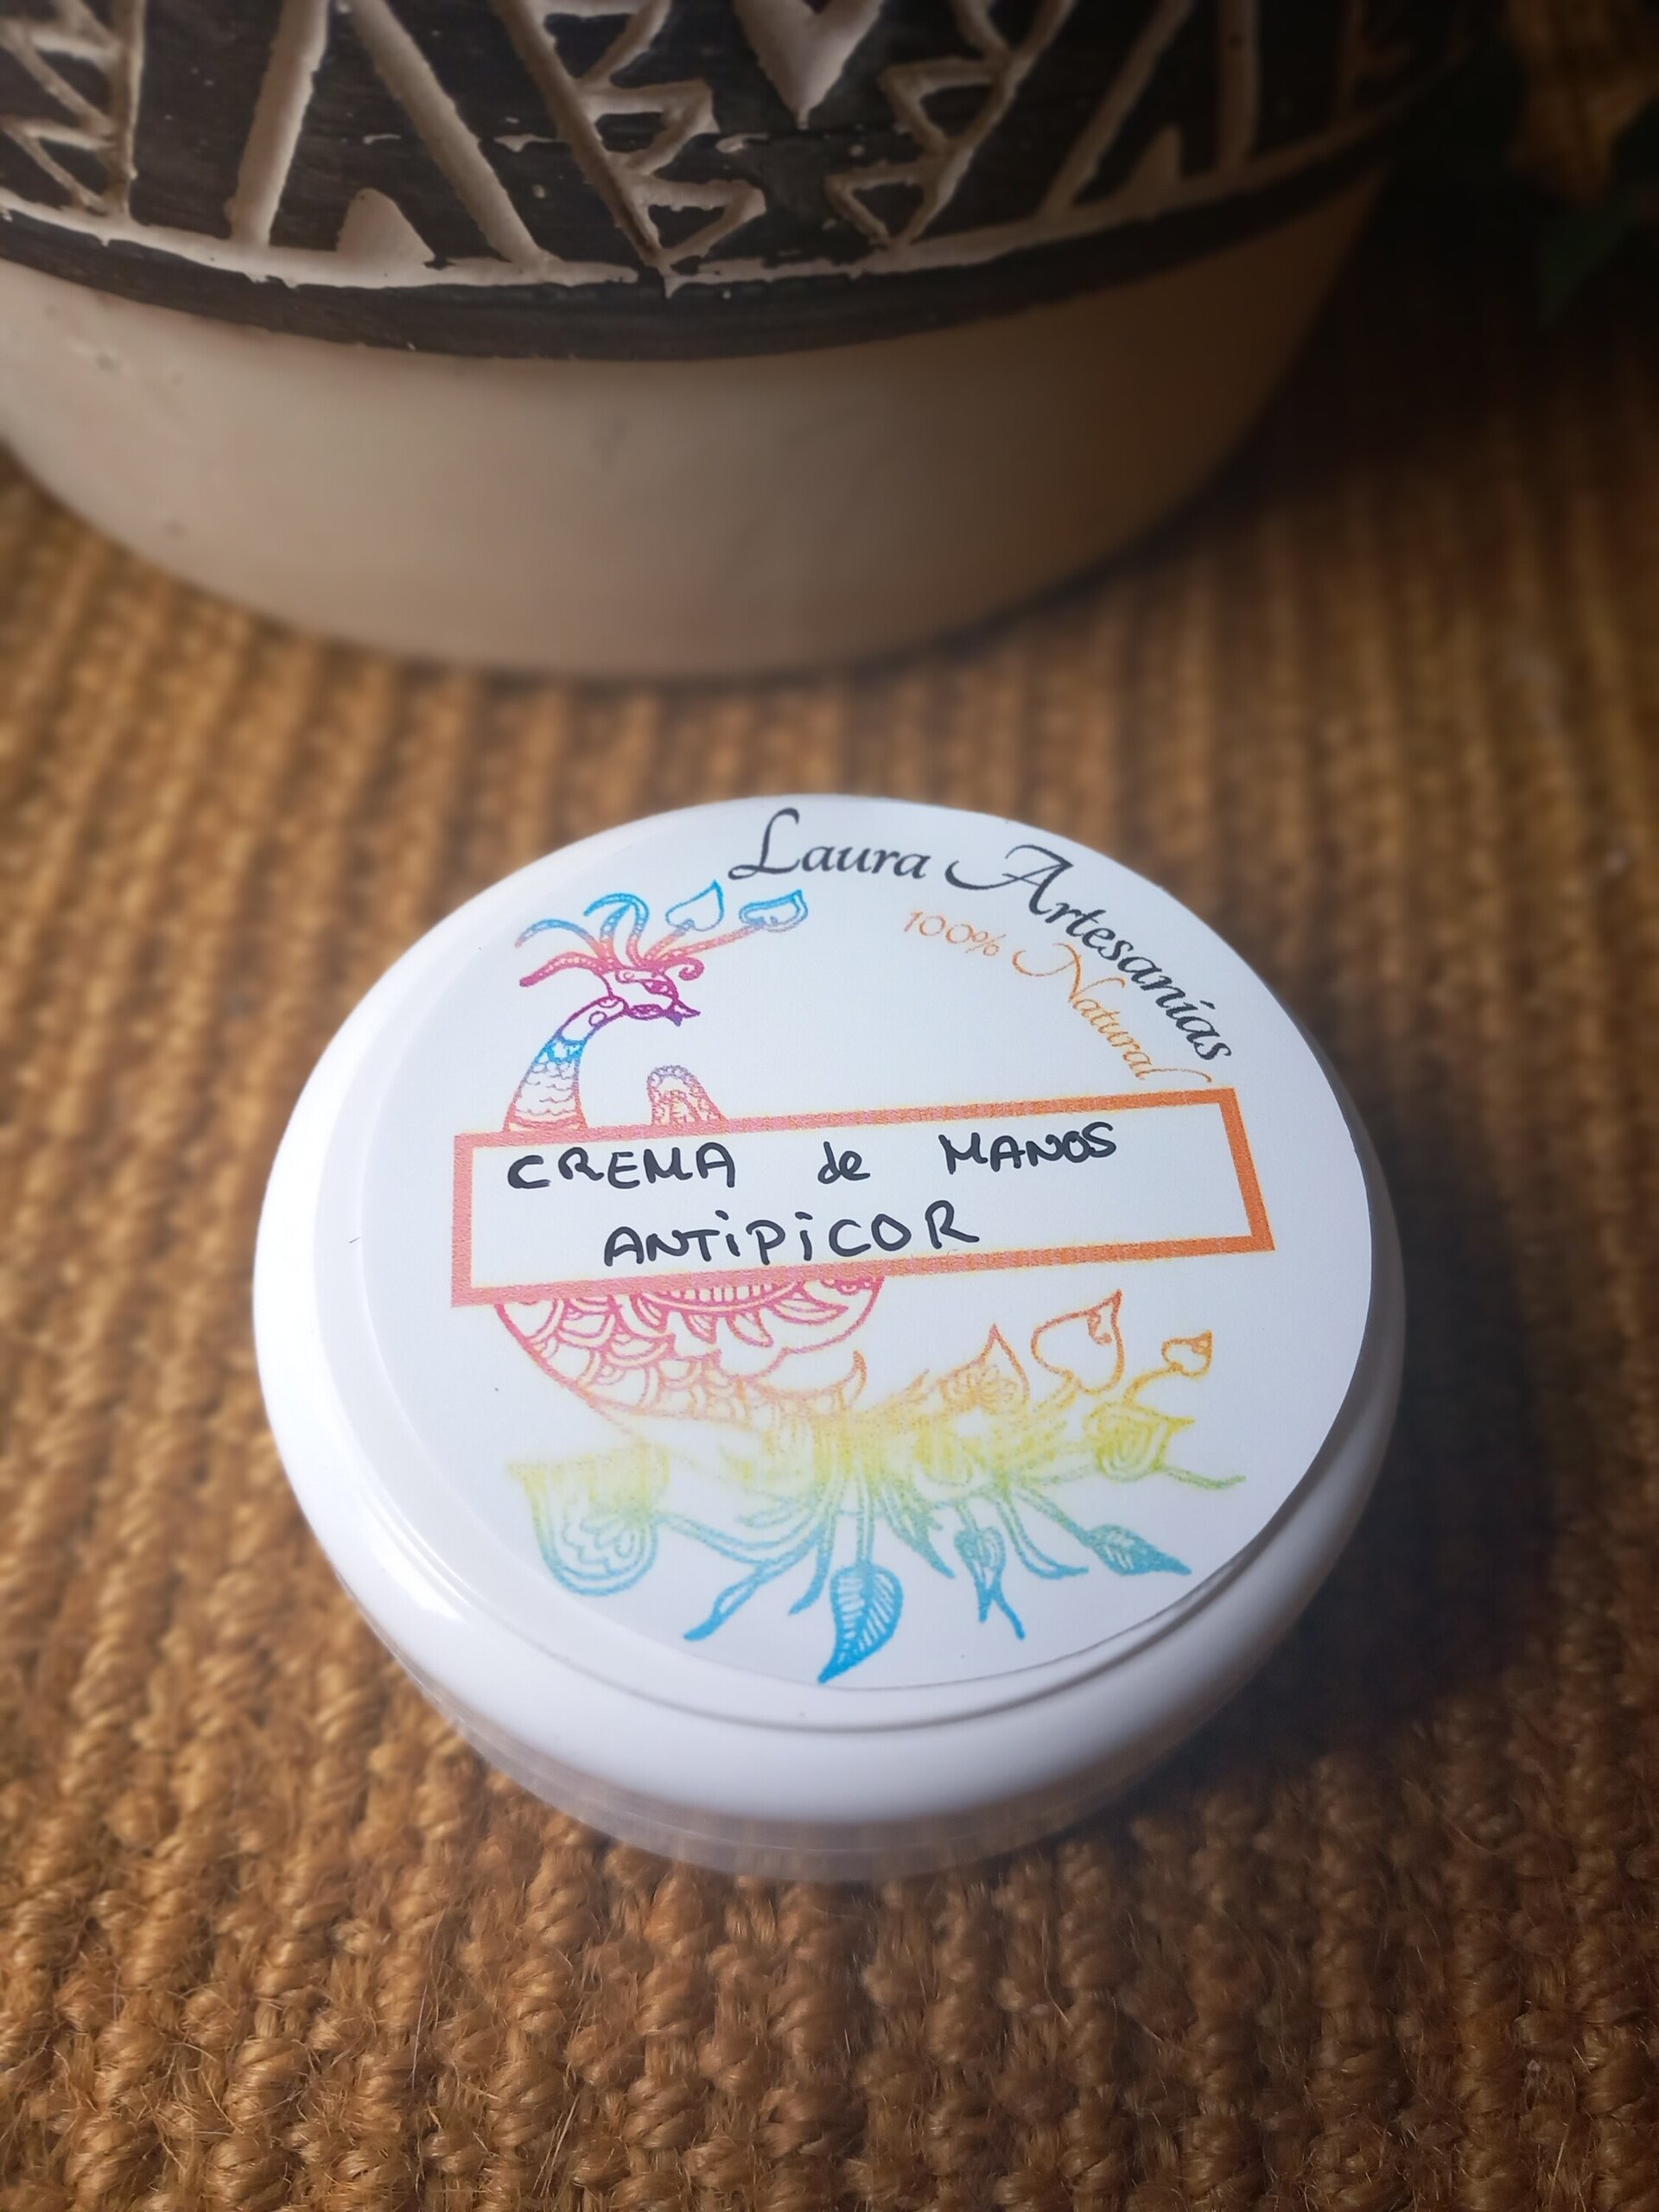 Laura Artesanías
100% Natural
CREMA de MANOS
ANTIPICOR